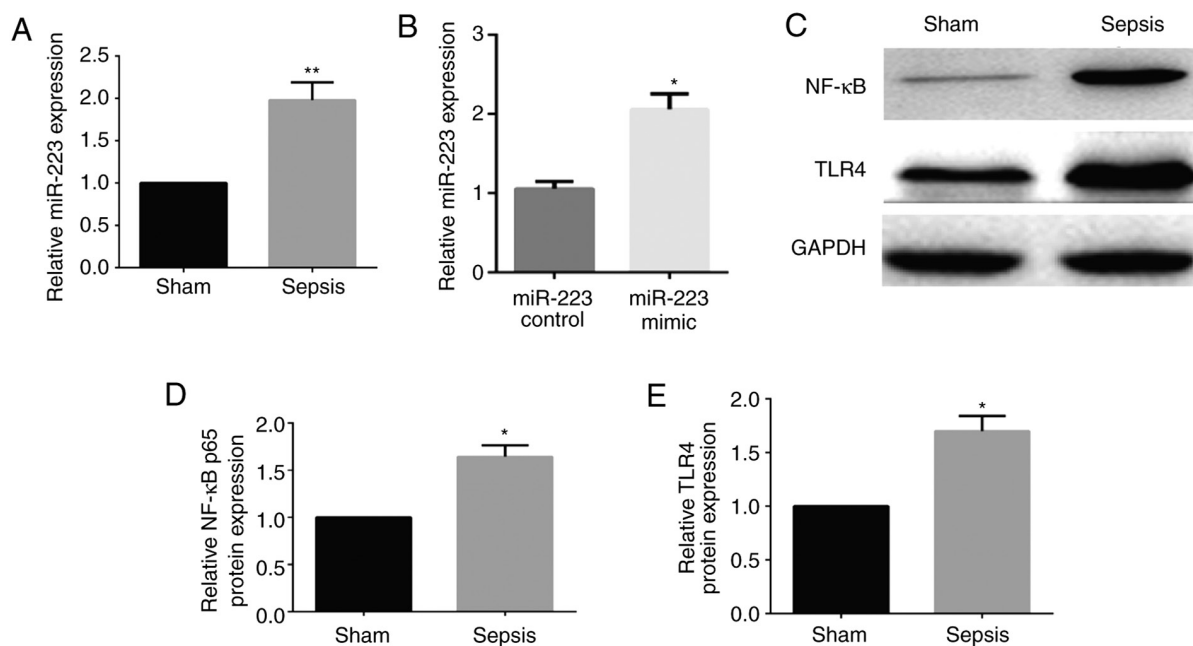 A
Relative miR-223 expression
2.5
2.0
1.5
1.0
0.5
0.0
**
Sham
Sepsis
B
Relative miR-223 expression
3
2
1
0
*
miR-223
control
miR-223
mimic
C
Sham
Sepsis
NF-κB
TLR4
GAPDH
D
Relative NF-κB p65
protein expression
2.0
1.5
1.0
0.5
0.0
*
Sham
Sepsis
E
Relative TLR4
protein expression
2.0
1.5
1.0
0.5
0.0
*
Sham
Sepsis